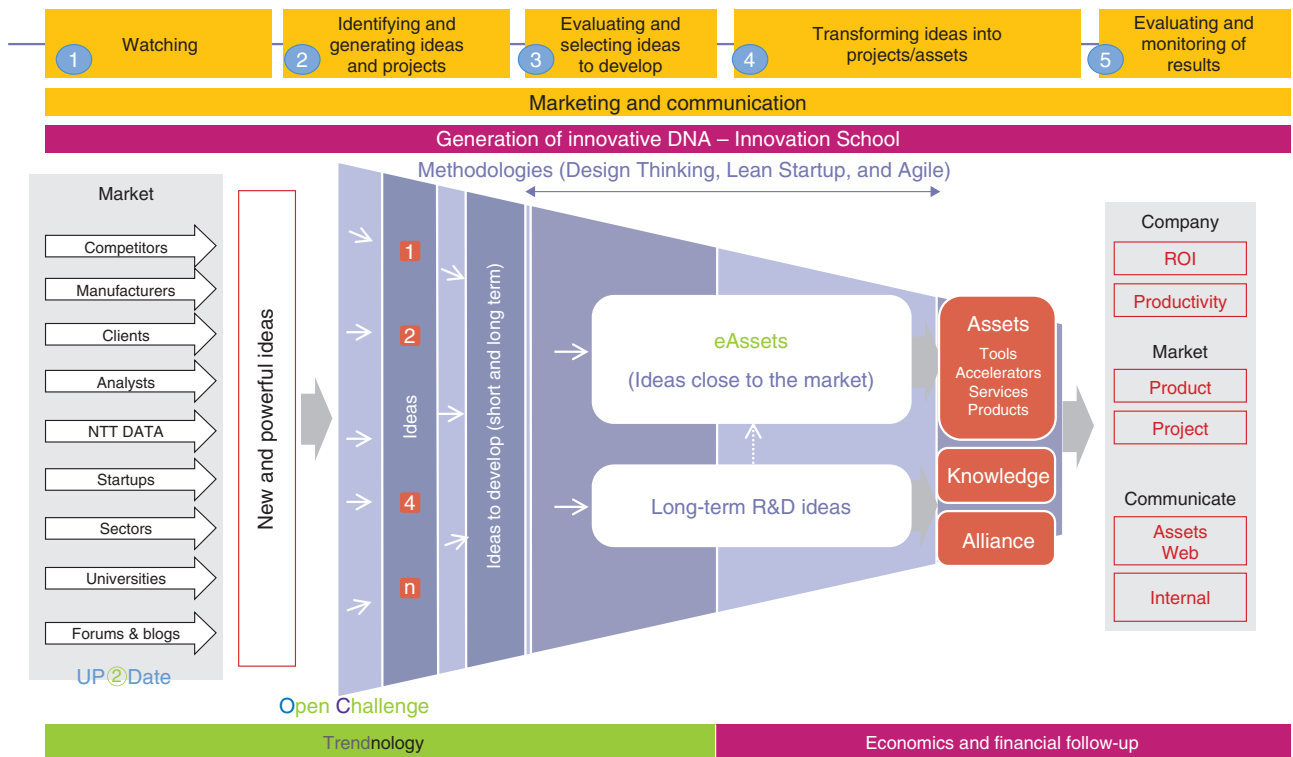 1
Watching
2
Identifying and
generating ideas
and projects
3
Evaluating and
selecting ideas
to develop
4
Transforming ideas into
projects/assets
5
Evaluating and
monitoring of
results
Marketing and communication
Generation of innovative DNA – Innovation School
Methodologies (Design Thinking, Lean Startup, and Agile)
Market
Competitors
Manufacturers
Clients
Analysts
NTT DATA
Startups
Sectors
Universities
Forums & blogs
UP2Date
New and powerful ideas
1
2
Ideas
4
n
Open Challenge
Ideas to develop (short and long term)
eAssets
(Ideas close to the market)
Long-term R&D ideas
Assets
Tools
Accelerators
Services
Products
Knowledge
Alliance
Company
ROI
Productivity
Market
Product
Project
Communicate
Assets
Web
Internal
Trendnology
Economics and financial follow-up